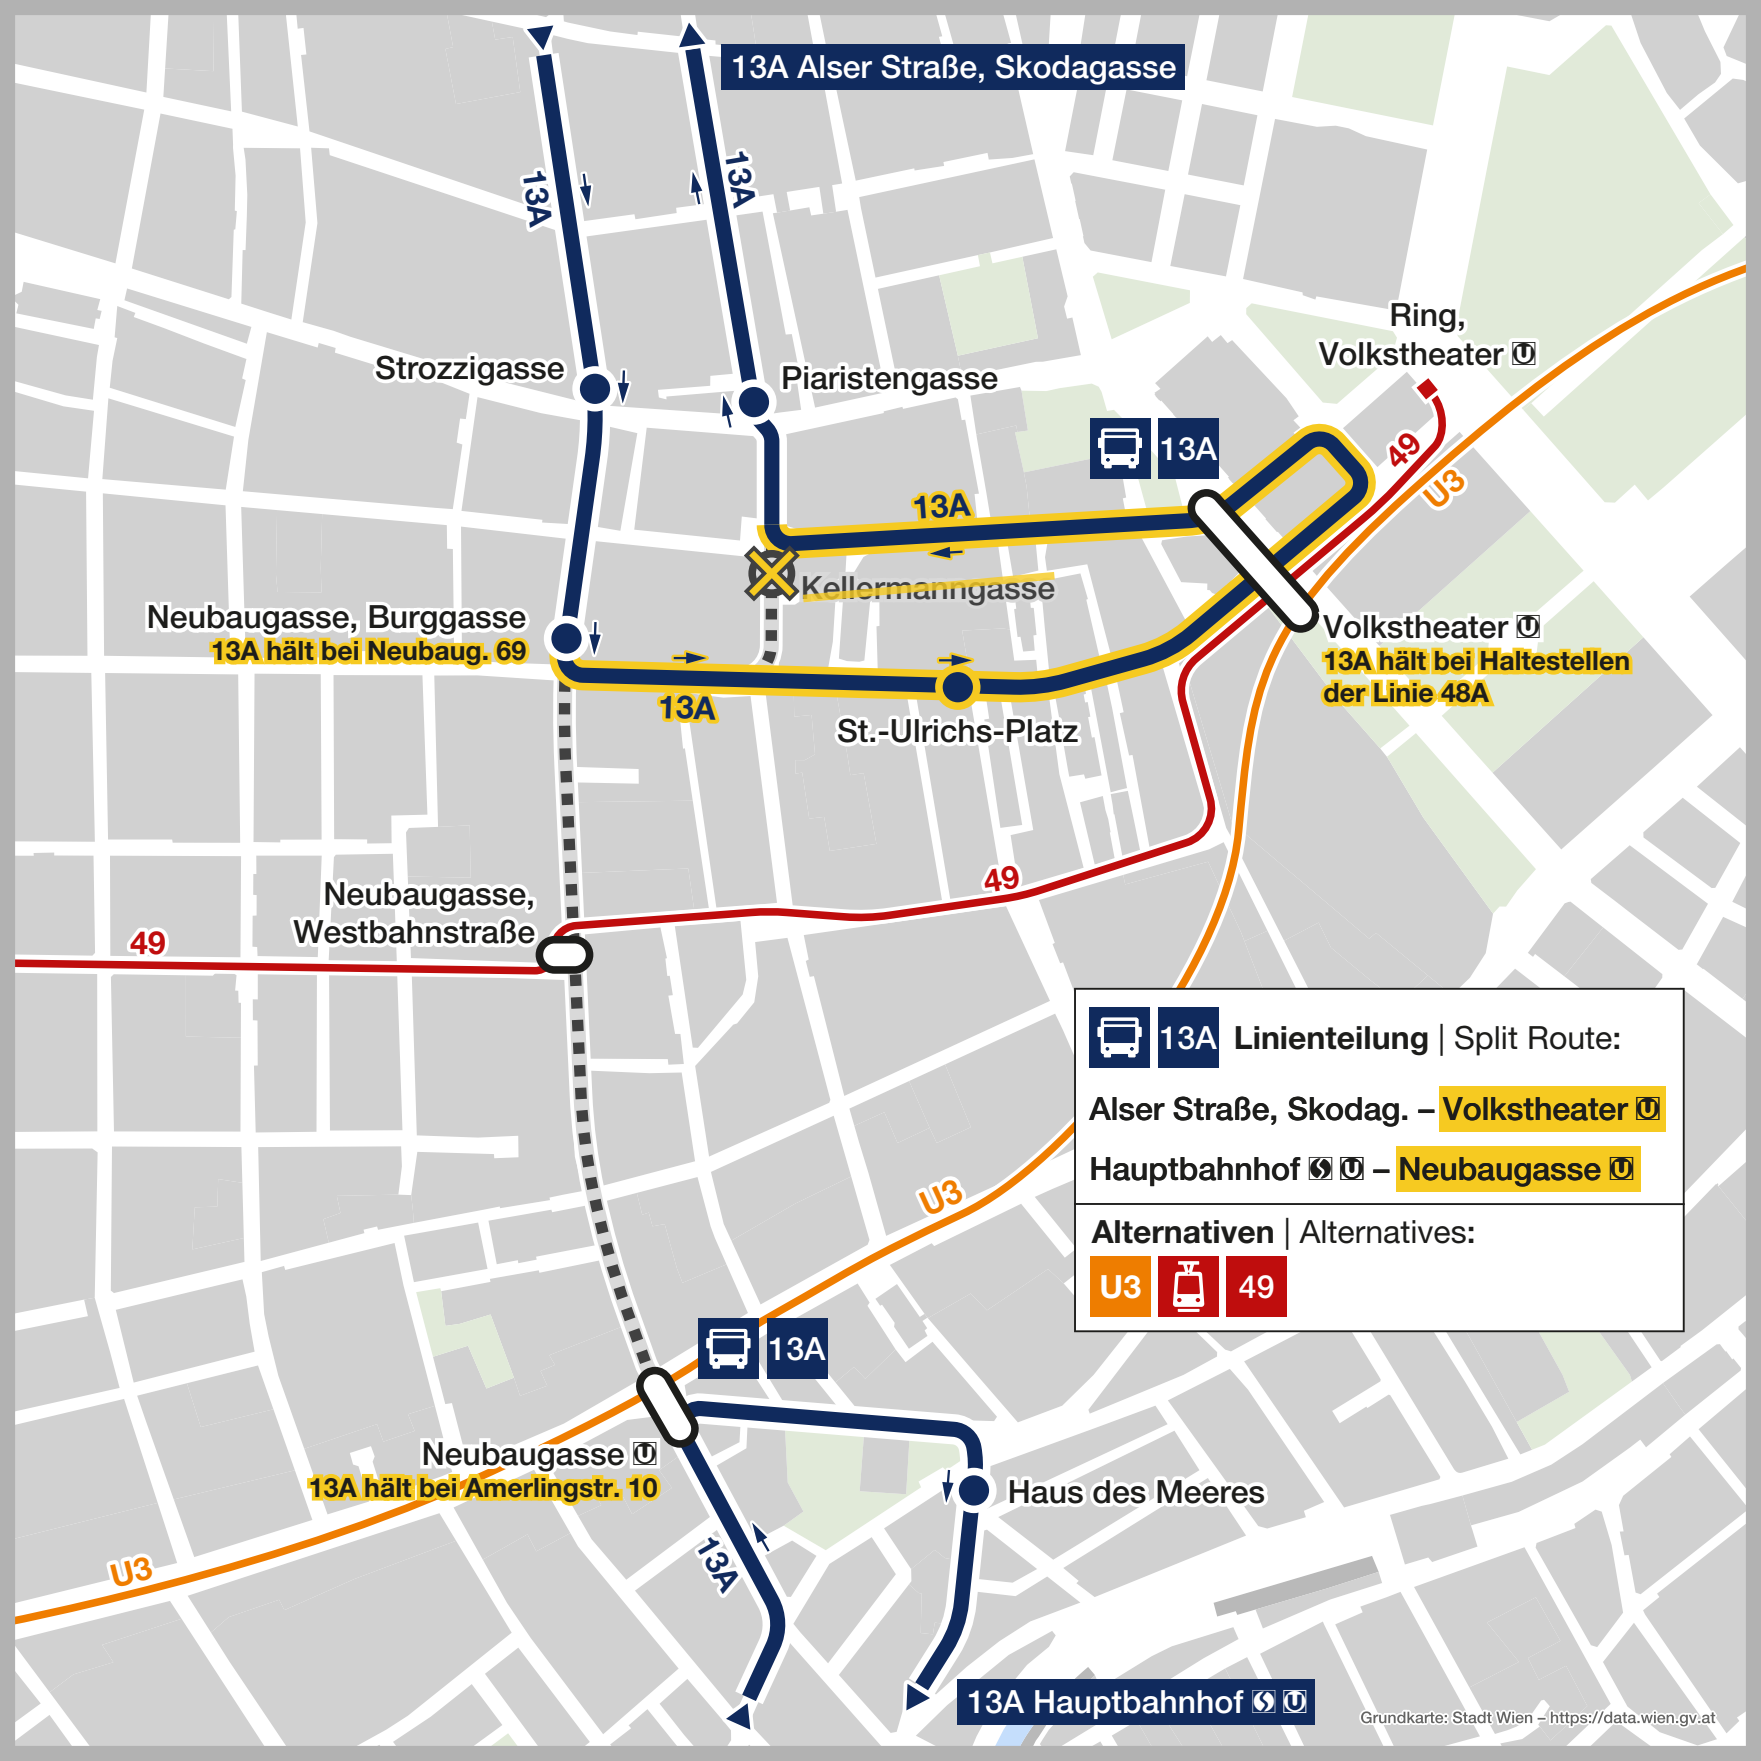 13A Alser Straße, Skodagasse
13A
13A
Strozzigasse
Piaristengasse
Ring,
Volkstheater U
13A
49
U3
13A
Kellermanngasse
Neubaugasse, Burggasse
13A hält bei Neubaug. 69
Volkstheater U
13A hält bei Haltestellen
der Linie 48A
13A
St.-Ulrichs-Platz
49
Neubaugasse,
Westbahnstraße
49
13A Linienteilung | Split Route:
Alser Straße, Skodag. – Volkstheater U
Hauptbahnhof S U – Neubaugasse U
Alternativen | Alternatives:
U3 49
U3
13A
Neubaugasse U
13A hält bei Amerlingstr. 10
Haus des Meeres
U3
13A
13A Hauptbahnhof S U
Grundkarte: Stadt Wien – https://data.wien.gv.at